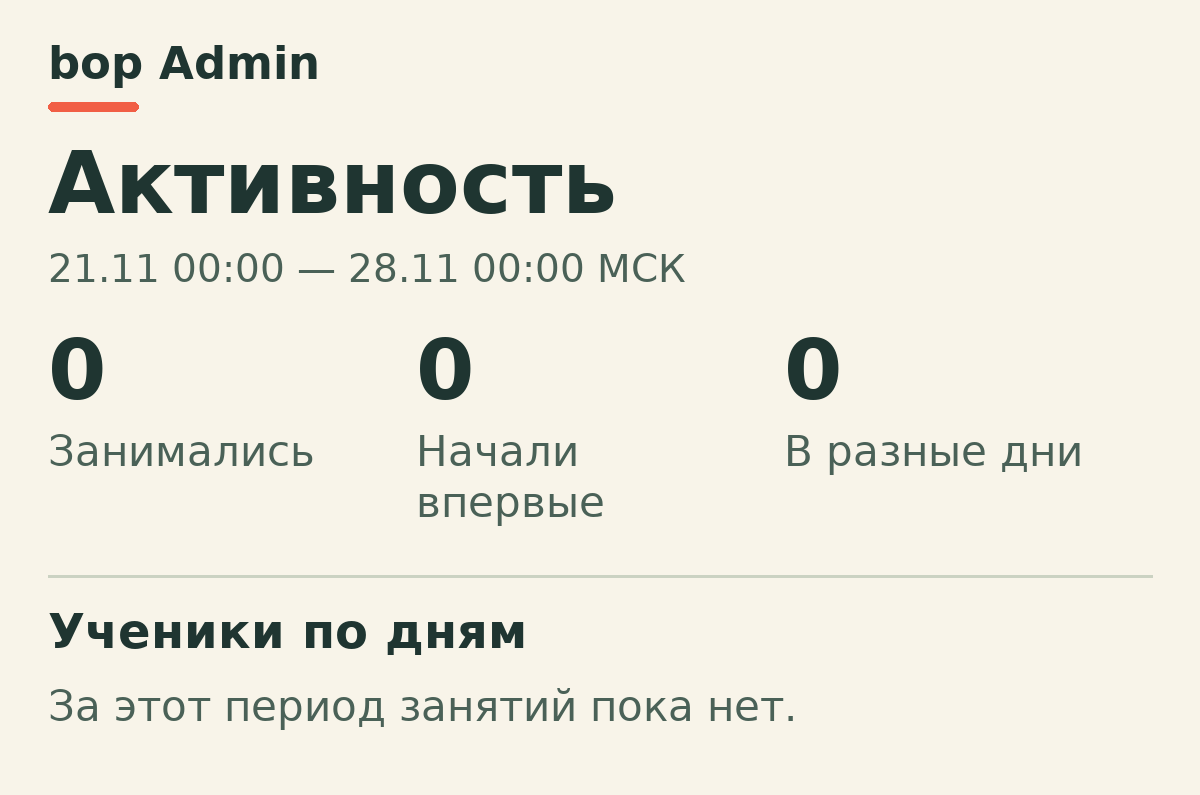 bop Admin
Активность
21.11 00:00 — 28.11 00:00 МСК
0 0 0
Занимались Начали впервые В разные дни
Ученики по дням
За этот период занятий пока нет.